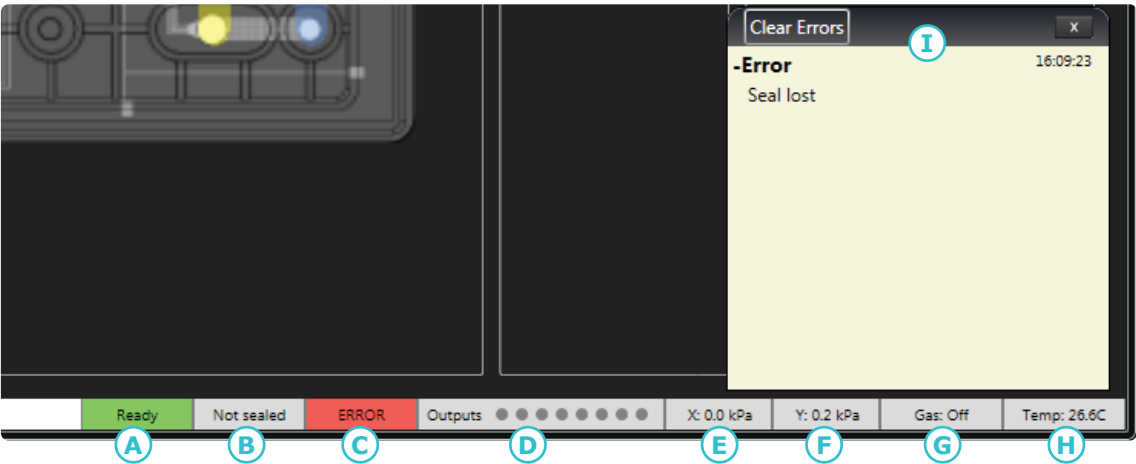 Clear Errors x
I
-Error 16:09:23
Seal lost
Ready Not sealed ERROR Outputs X: 0.0 kPa Y: 0.2 kPa Gas: Off Temp: 26.6C
A B C D E F G H